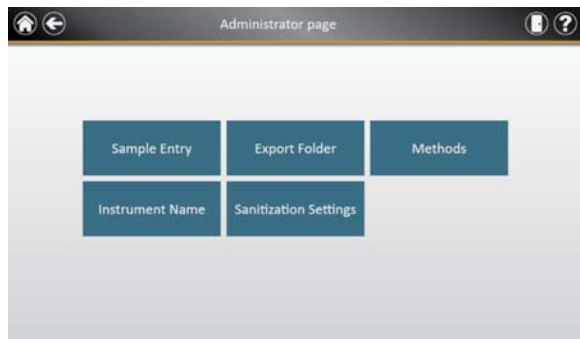 Administrator page
?
Sample Entry Export Folder Methods
Instrument Name Sanitization Settings